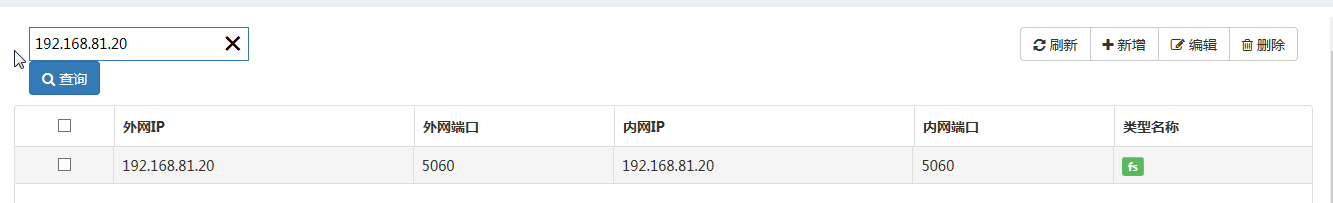 192.168.81.20
刷新 新增 编辑 删除
查询
外网IP 外网端口 内网IP 内网端口 类型名称
192.168.81.20 5060 192.168.81.20 5060 fs